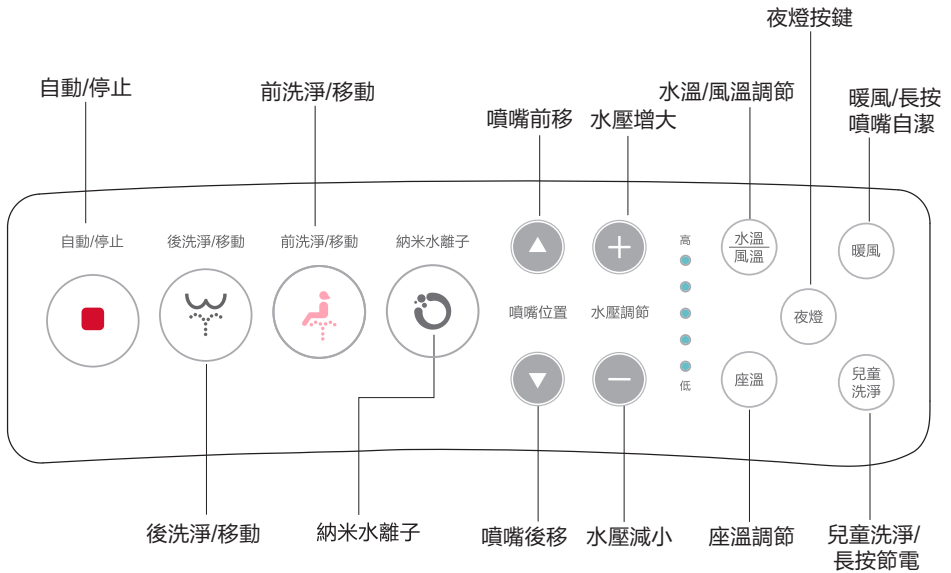 夜燈按鍵
自動/停止
前洗淨/移動
噴嘴前移
水壓增大
水溫/風溫調節
暖風/長按
噴嘴自潔
自動/停止
後洗淨/移動
前洗淨/移動
納米水離子
高
水溫
風溫
暖風
噴嘴位置
水壓調節
夜燈
低
座溫
兒童
洗淨
後洗淨/移動
納米水離子
噴嘴後移
水壓減小
座溫調節
兒童洗淨/
長按節電